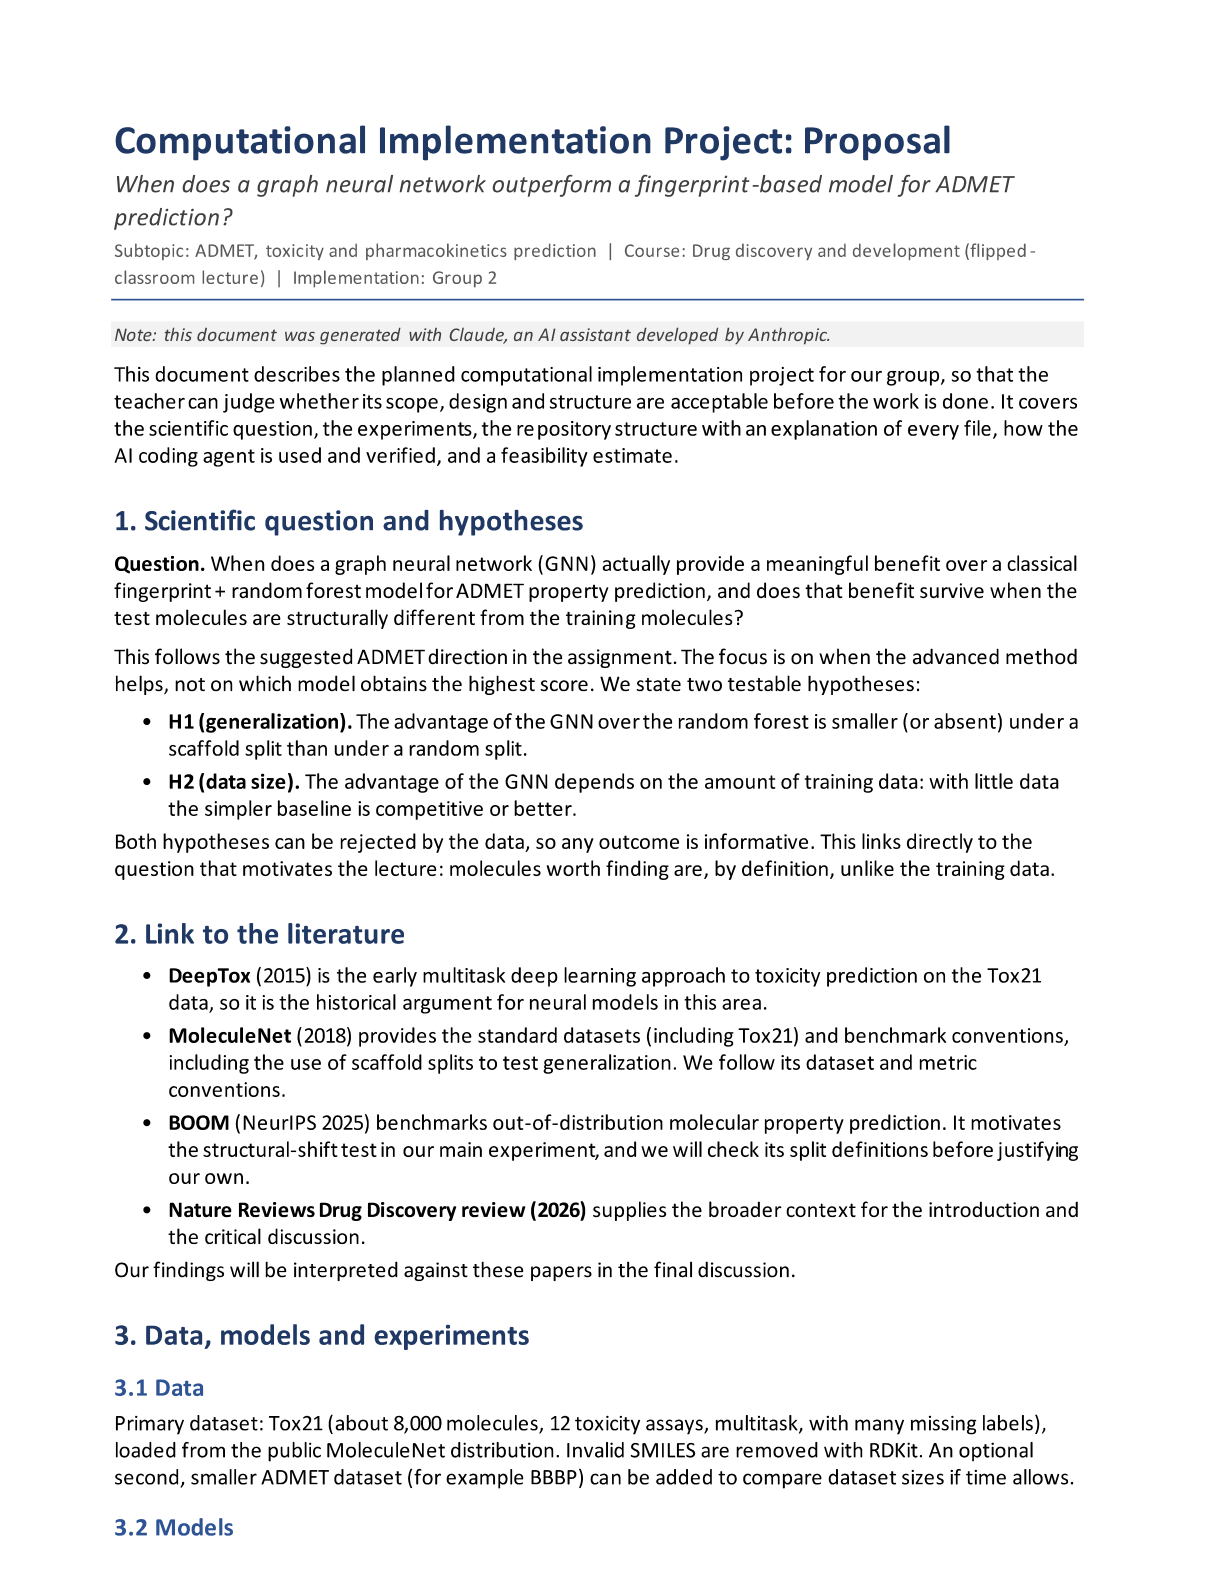 Computational Implementation Project: Proposal
When does a graph neural network outperform a fingerprint-based model for ADMET
prediction?
Subtopic: ADMET, toxicity and pharmacokinetics prediction | Course: Drug discovery and development (flipped-
classroom lecture) | Implementation: Group 2
Note: this document was generated with Claude, an AI assistant developed by Anthropic.
This document describes the planned computational implementation project for our group, so that the
teacher can judge whether its scope, design and structure are acceptable before the work is done. It covers
the scientific question, the experiments, the repository structure with an explanation of every file, how the
AI coding agent is used and verified, and a feasibility estimate.
1. Scientific question and hypotheses
Question. When does a graph neural network (GNN) actually provide a meaningful benefit over a classical
fingerprint + random forest model for ADMET property prediction, and does that benefit survive when the
test molecules are structurally different from the training molecules?
This follows the suggested ADMET direction in the assignment. The focus is on when the advanced method
helps, not on which model obtains the highest score. We state two testable hypotheses:
• H1 (generalization). The advantage of the GNN over the random forest is smaller (or absent) under a
scaffold split than under a random split.
• H2 (data size). The advantage of the GNN depends on the amount of training data: with little data
the simpler baseline is competitive or better.
Both hypotheses can be rejected by the data, so any outcome is informative. This links directly to the
question that motivates the lecture: molecules worth finding are, by definition, unlike the training data.
2. Link to the literature
• DeepTox (2015) is the early multitask deep learning approach to toxicity prediction on the Tox21
data, so it is the historical argument for neural models in this area.
• MoleculeNet (2018) provides the standard datasets (including Tox21) and benchmark conventions,
including the use of scaffold splits to test generalization. We follow its dataset and metric
conventions.
• BOOM (NeurIPS 2025) benchmarks out-of-distribution molecular property prediction. It motivates
the structural-shift test in our main experiment, and we will check its split definitions before justifying
our own.
• Nature Reviews Drug Discovery review (2026) supplies the broader context for the introduction and
the critical discussion.
Our findings will be interpreted against these papers in the final discussion.
3. Data, models and experiments
3.1 Data
Primary dataset: Tox21 (about 8,000 molecules, 12 toxicity assays, multitask, with many missing labels),
loaded from the public MoleculeNet distribution. Invalid SMILES are removed with RDKit. An optional
second, smaller ADMET dataset (for example BBBP) can be added to compare dataset sizes if time allows.
3.2 Models